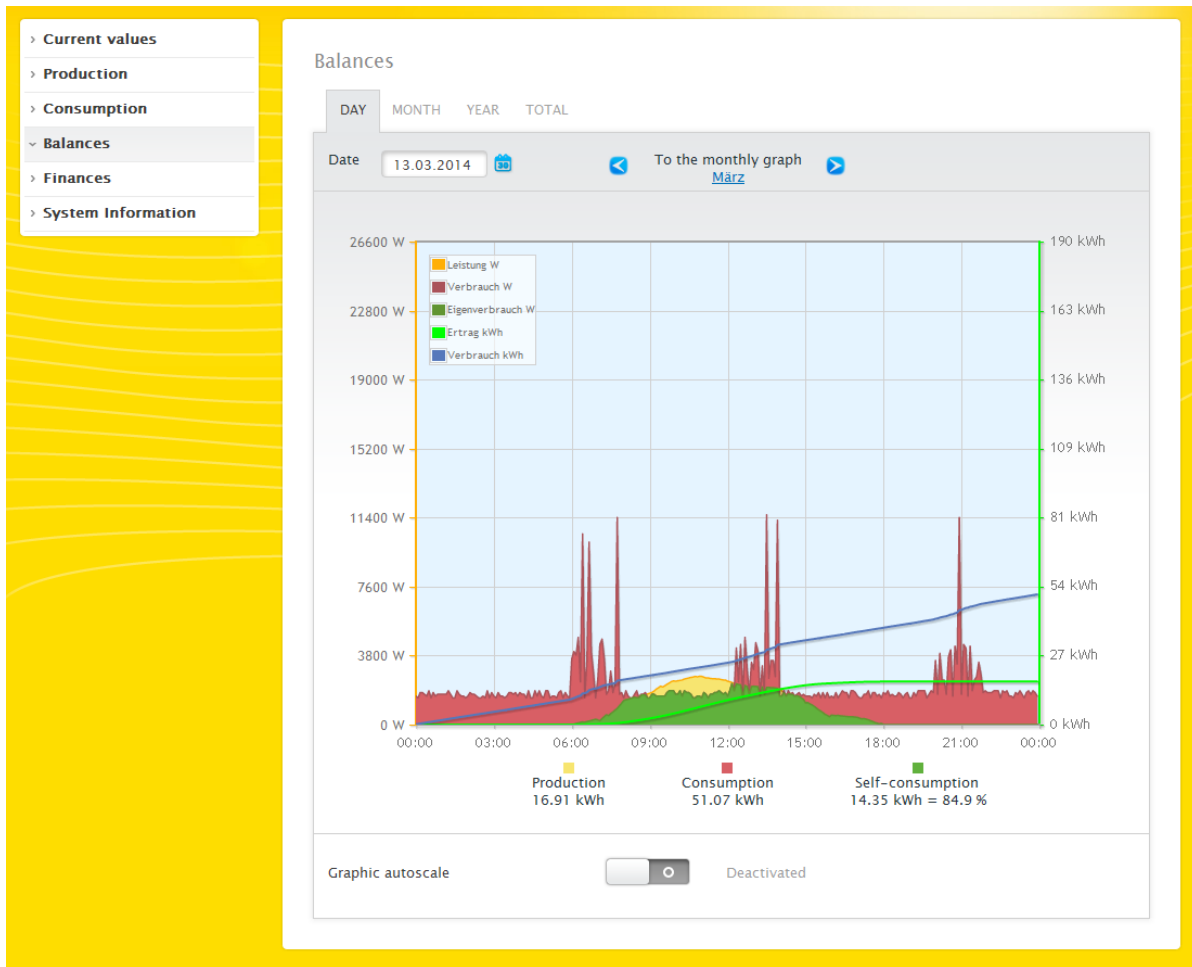 Current values
Production
Consumption
Balances
Finances
System Information
Balances
DAY MONTH YEAR TOTAL
Date 13.03.2014 30 To the monthly graph
März
26600 W
22800 W
19000 W
15200 W
11400 W
7600 W
3800 W
0 W
Leistung W
Verbrauch W
Eigenverbrauch W
Ertrag kWh
Verbrauch kWh
190 kWh
163 kWh
136 kWh
109 kWh
81 kWh
54 kWh
27 kWh
0 kWh
00:00 03:00 06:00 09:00 12:00 15:00 18:00 21:00 00:00
Production Consumption Self-consumption
16.91 kWh 51.07 kWh 14.35 kWh = 84.9 %
Graphic autoscale Deactivated